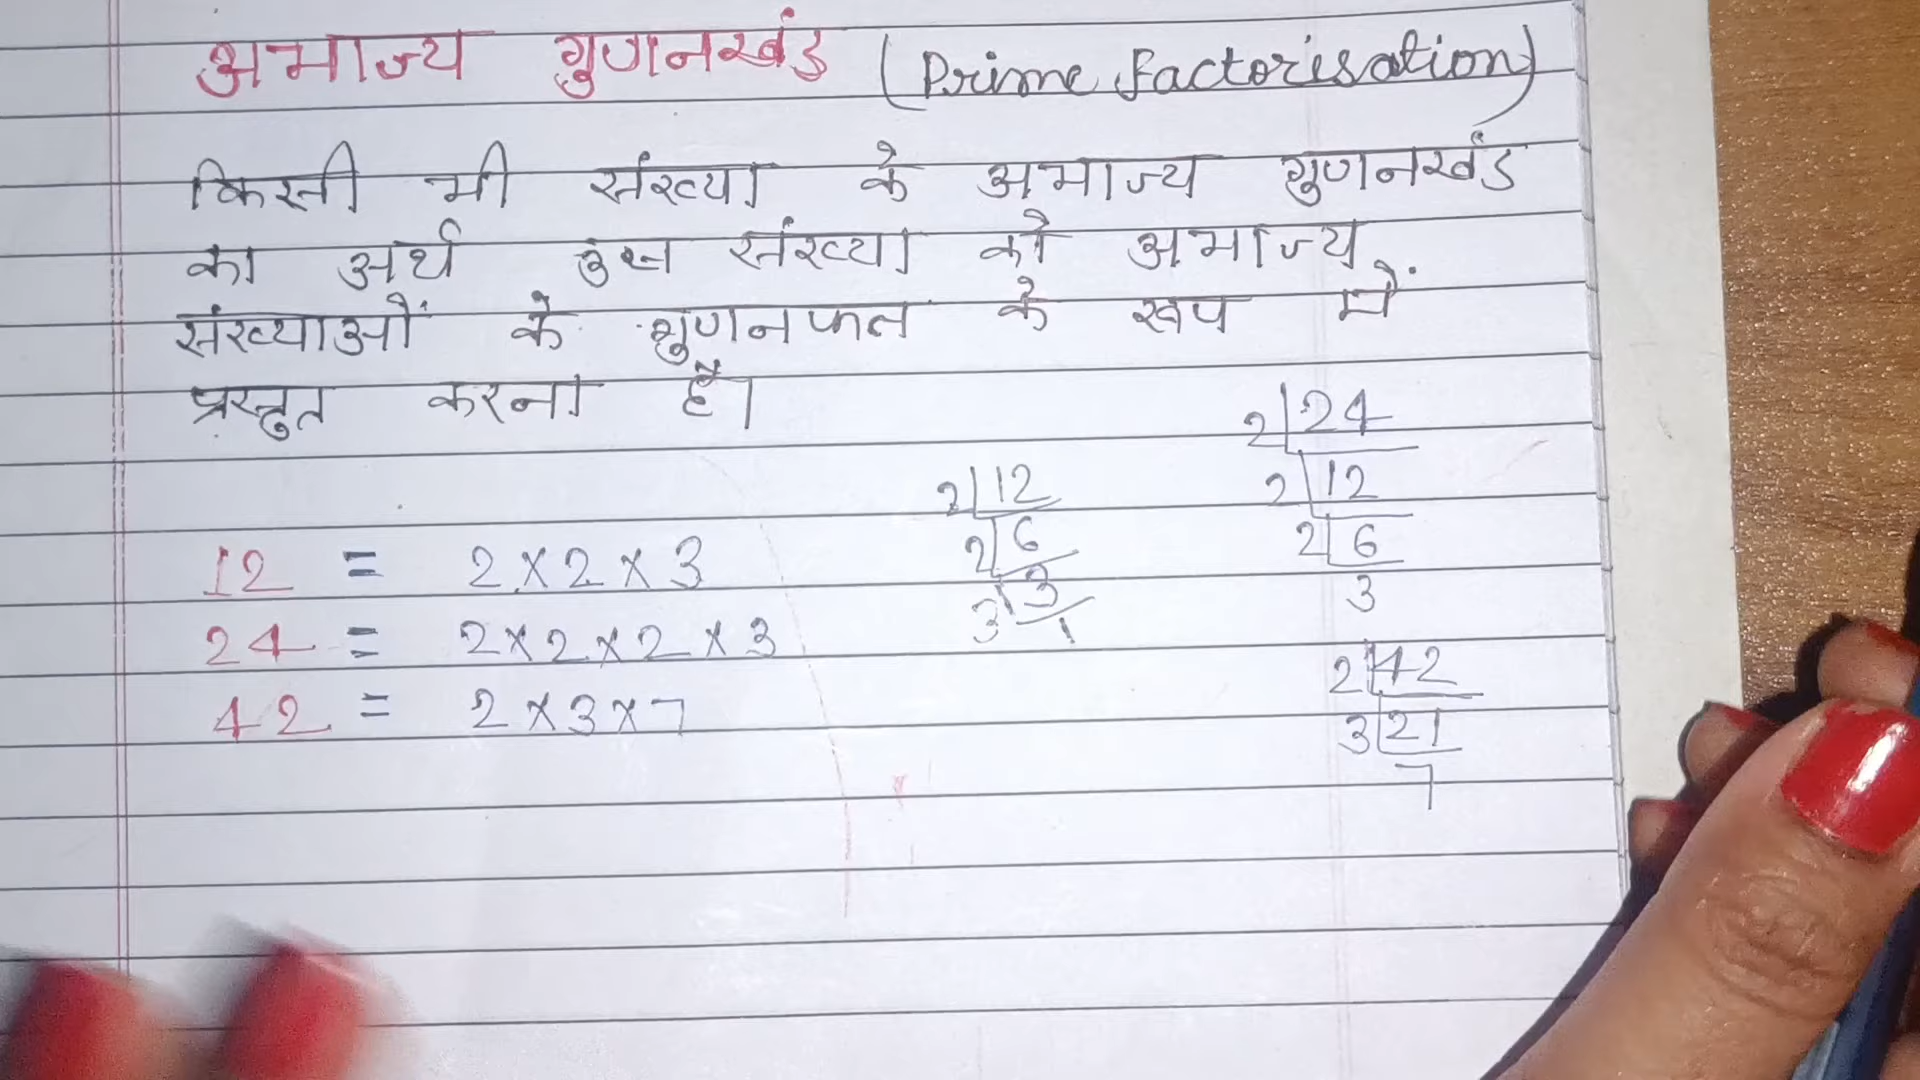 अभाज्य गुणनखंड (Prime factorisation)
किसी भी संख्या के अभाज्य गुणनखंड
का अर्थ उस संख्या को अभाज्य
संख्याओं के गुणनफल के रूप में
प्रस्तुत करना है।
12 = 2×2×3
24 = 2×2×2×3
42 = 2×3×7
2|12
2|6
3|3
1
2|24
2|12
2|6
3
2|42
3|21
7